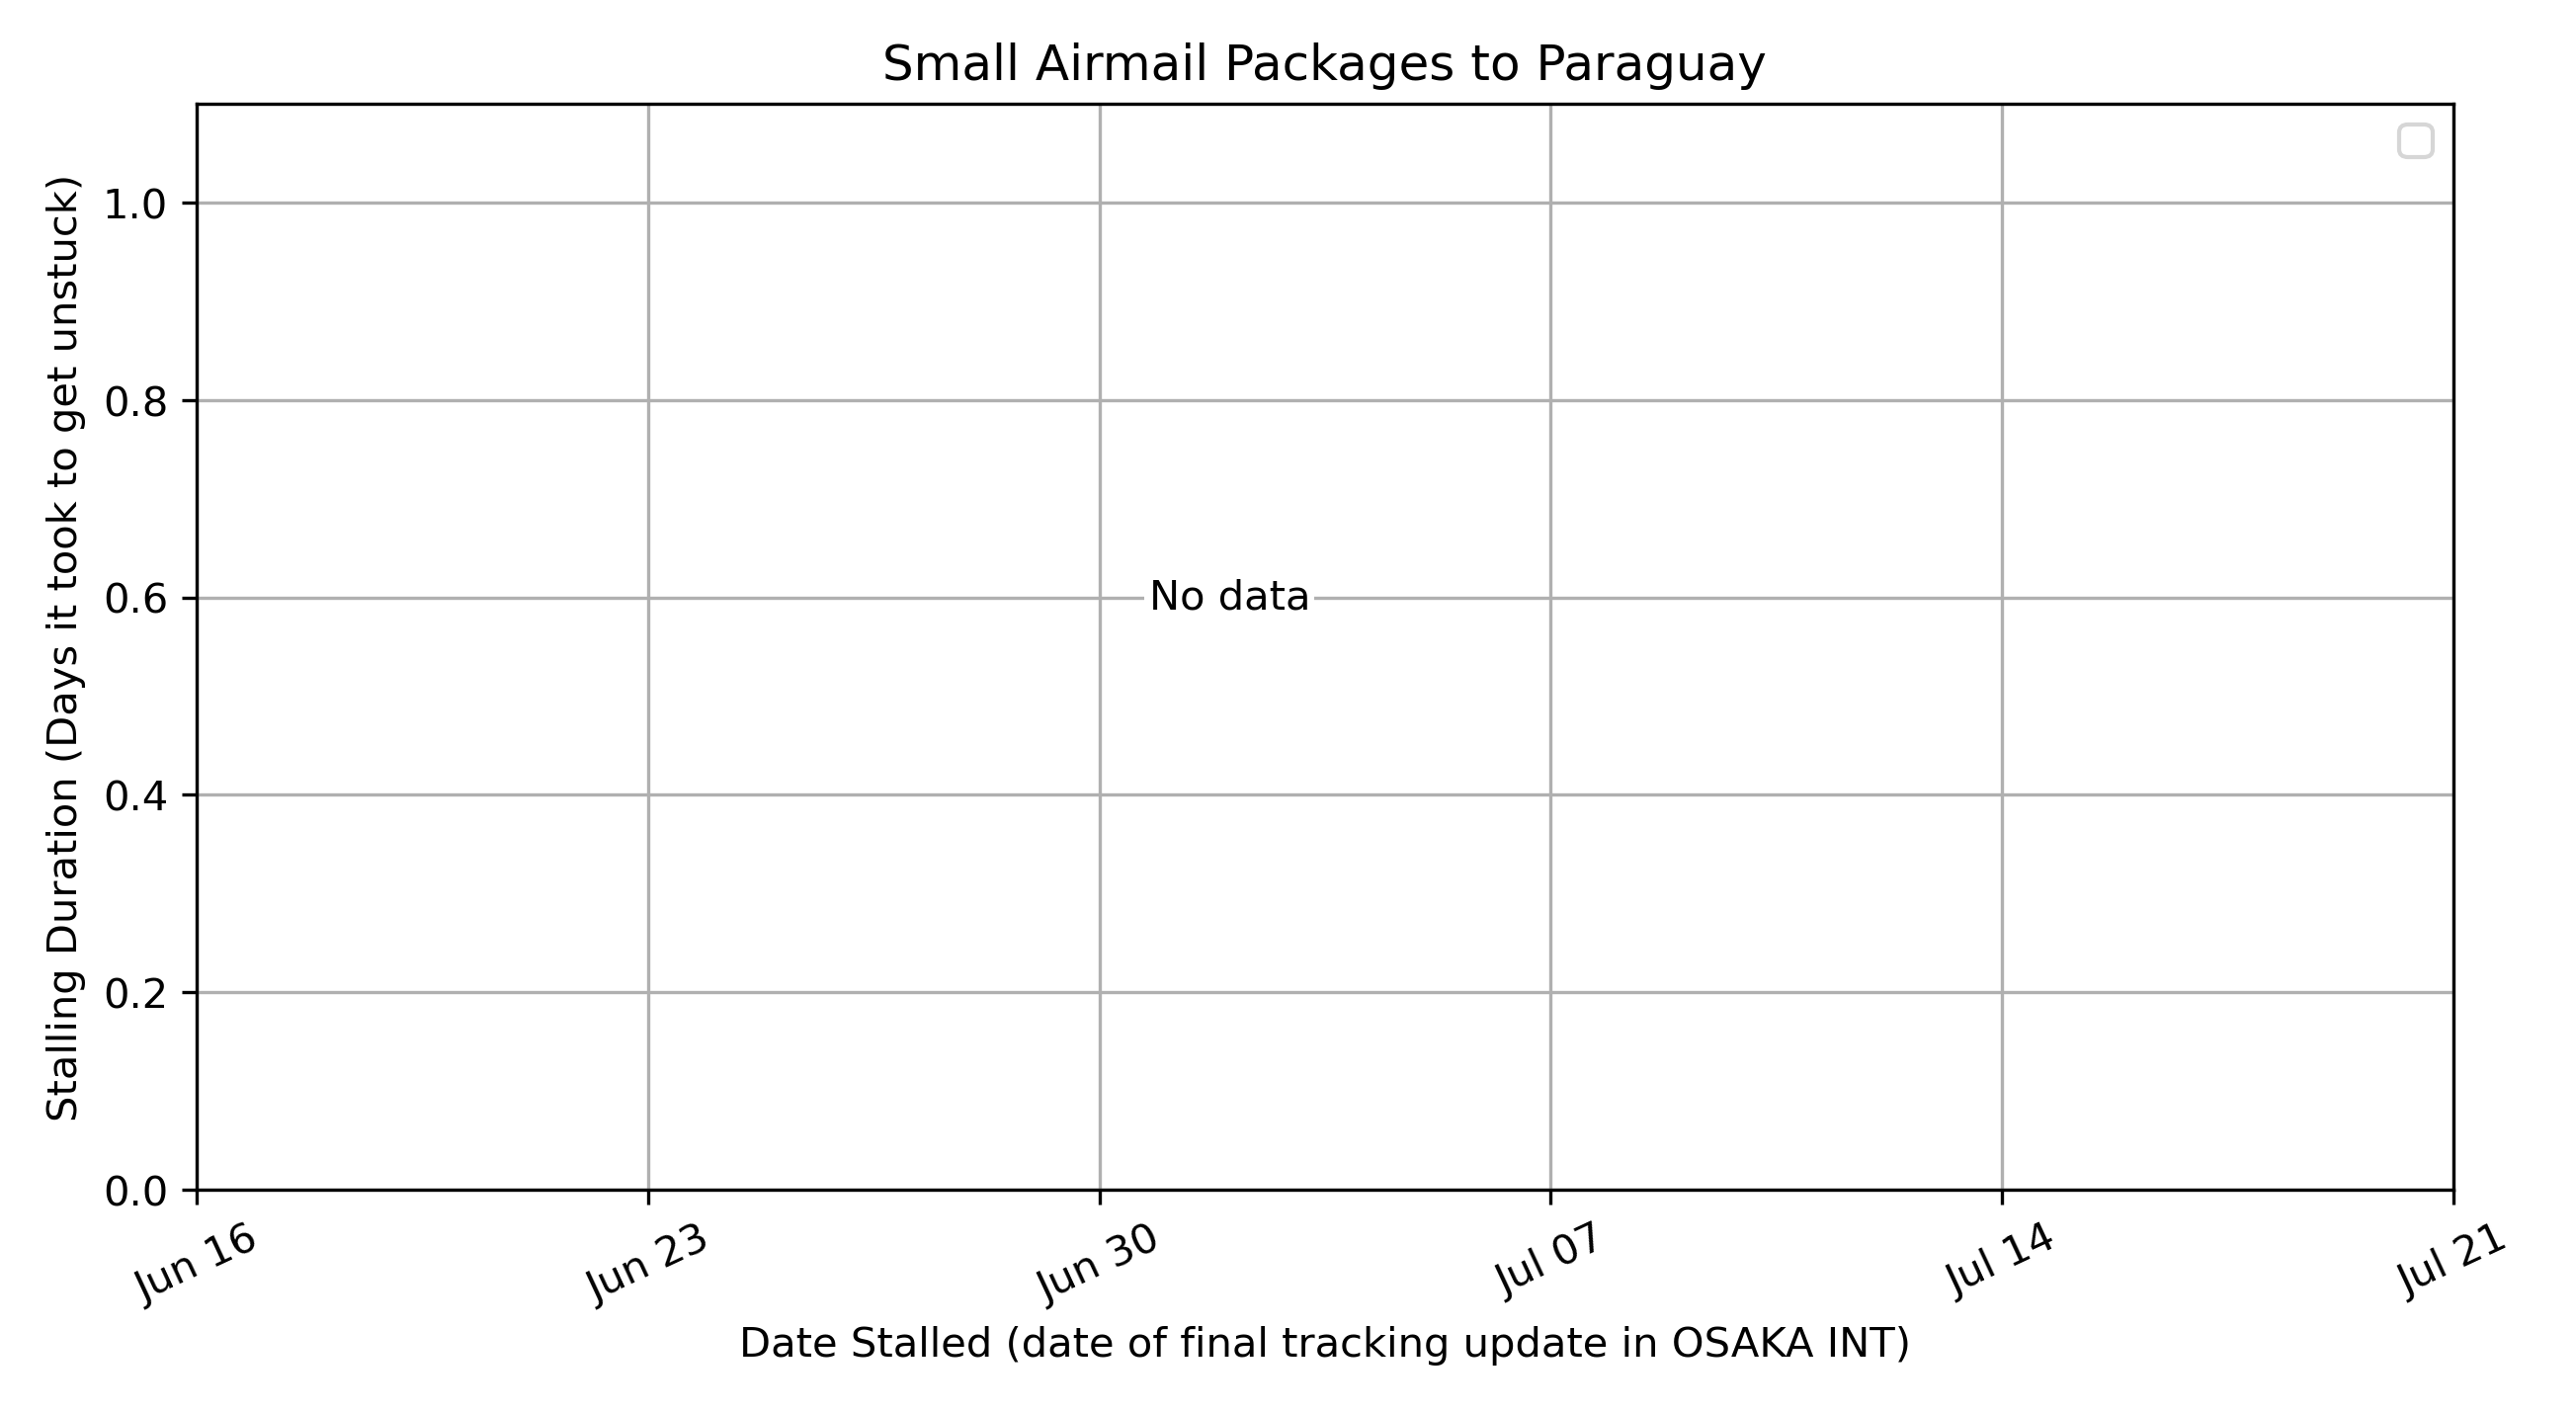 Small Airmail Packages to Paraguay
Stalling Duration (Days it took to get unstuck)
1.0
0.8
0.6
0.4
0.2
0.0
No data
Jun 16
Jun 23
Jun 30
Jul 07
Jul 14
Jul 21
Date Stalled (date of final tracking update in OSAKA INT)